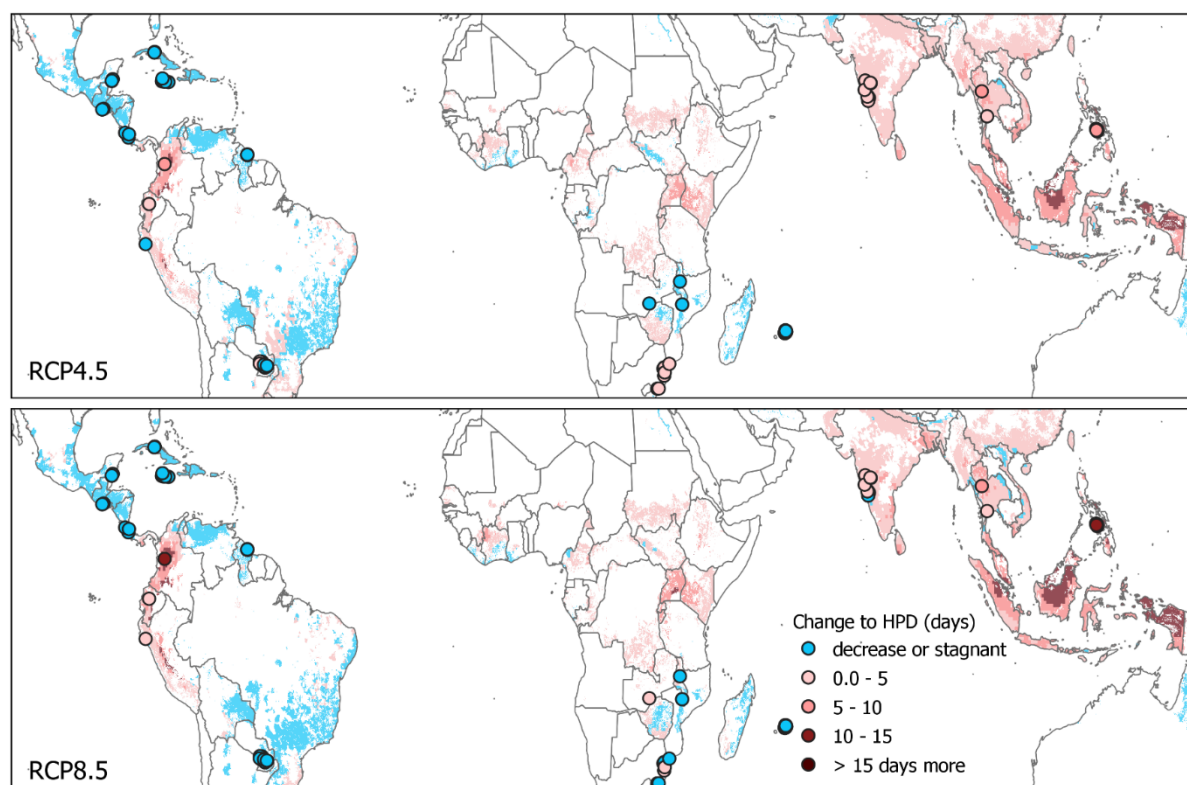 RCP4.5
Change to HPD (days)
decrease or stagnant
0.0 - 5
5 - 10
10 - 15
> 15 days more
RCP8.5